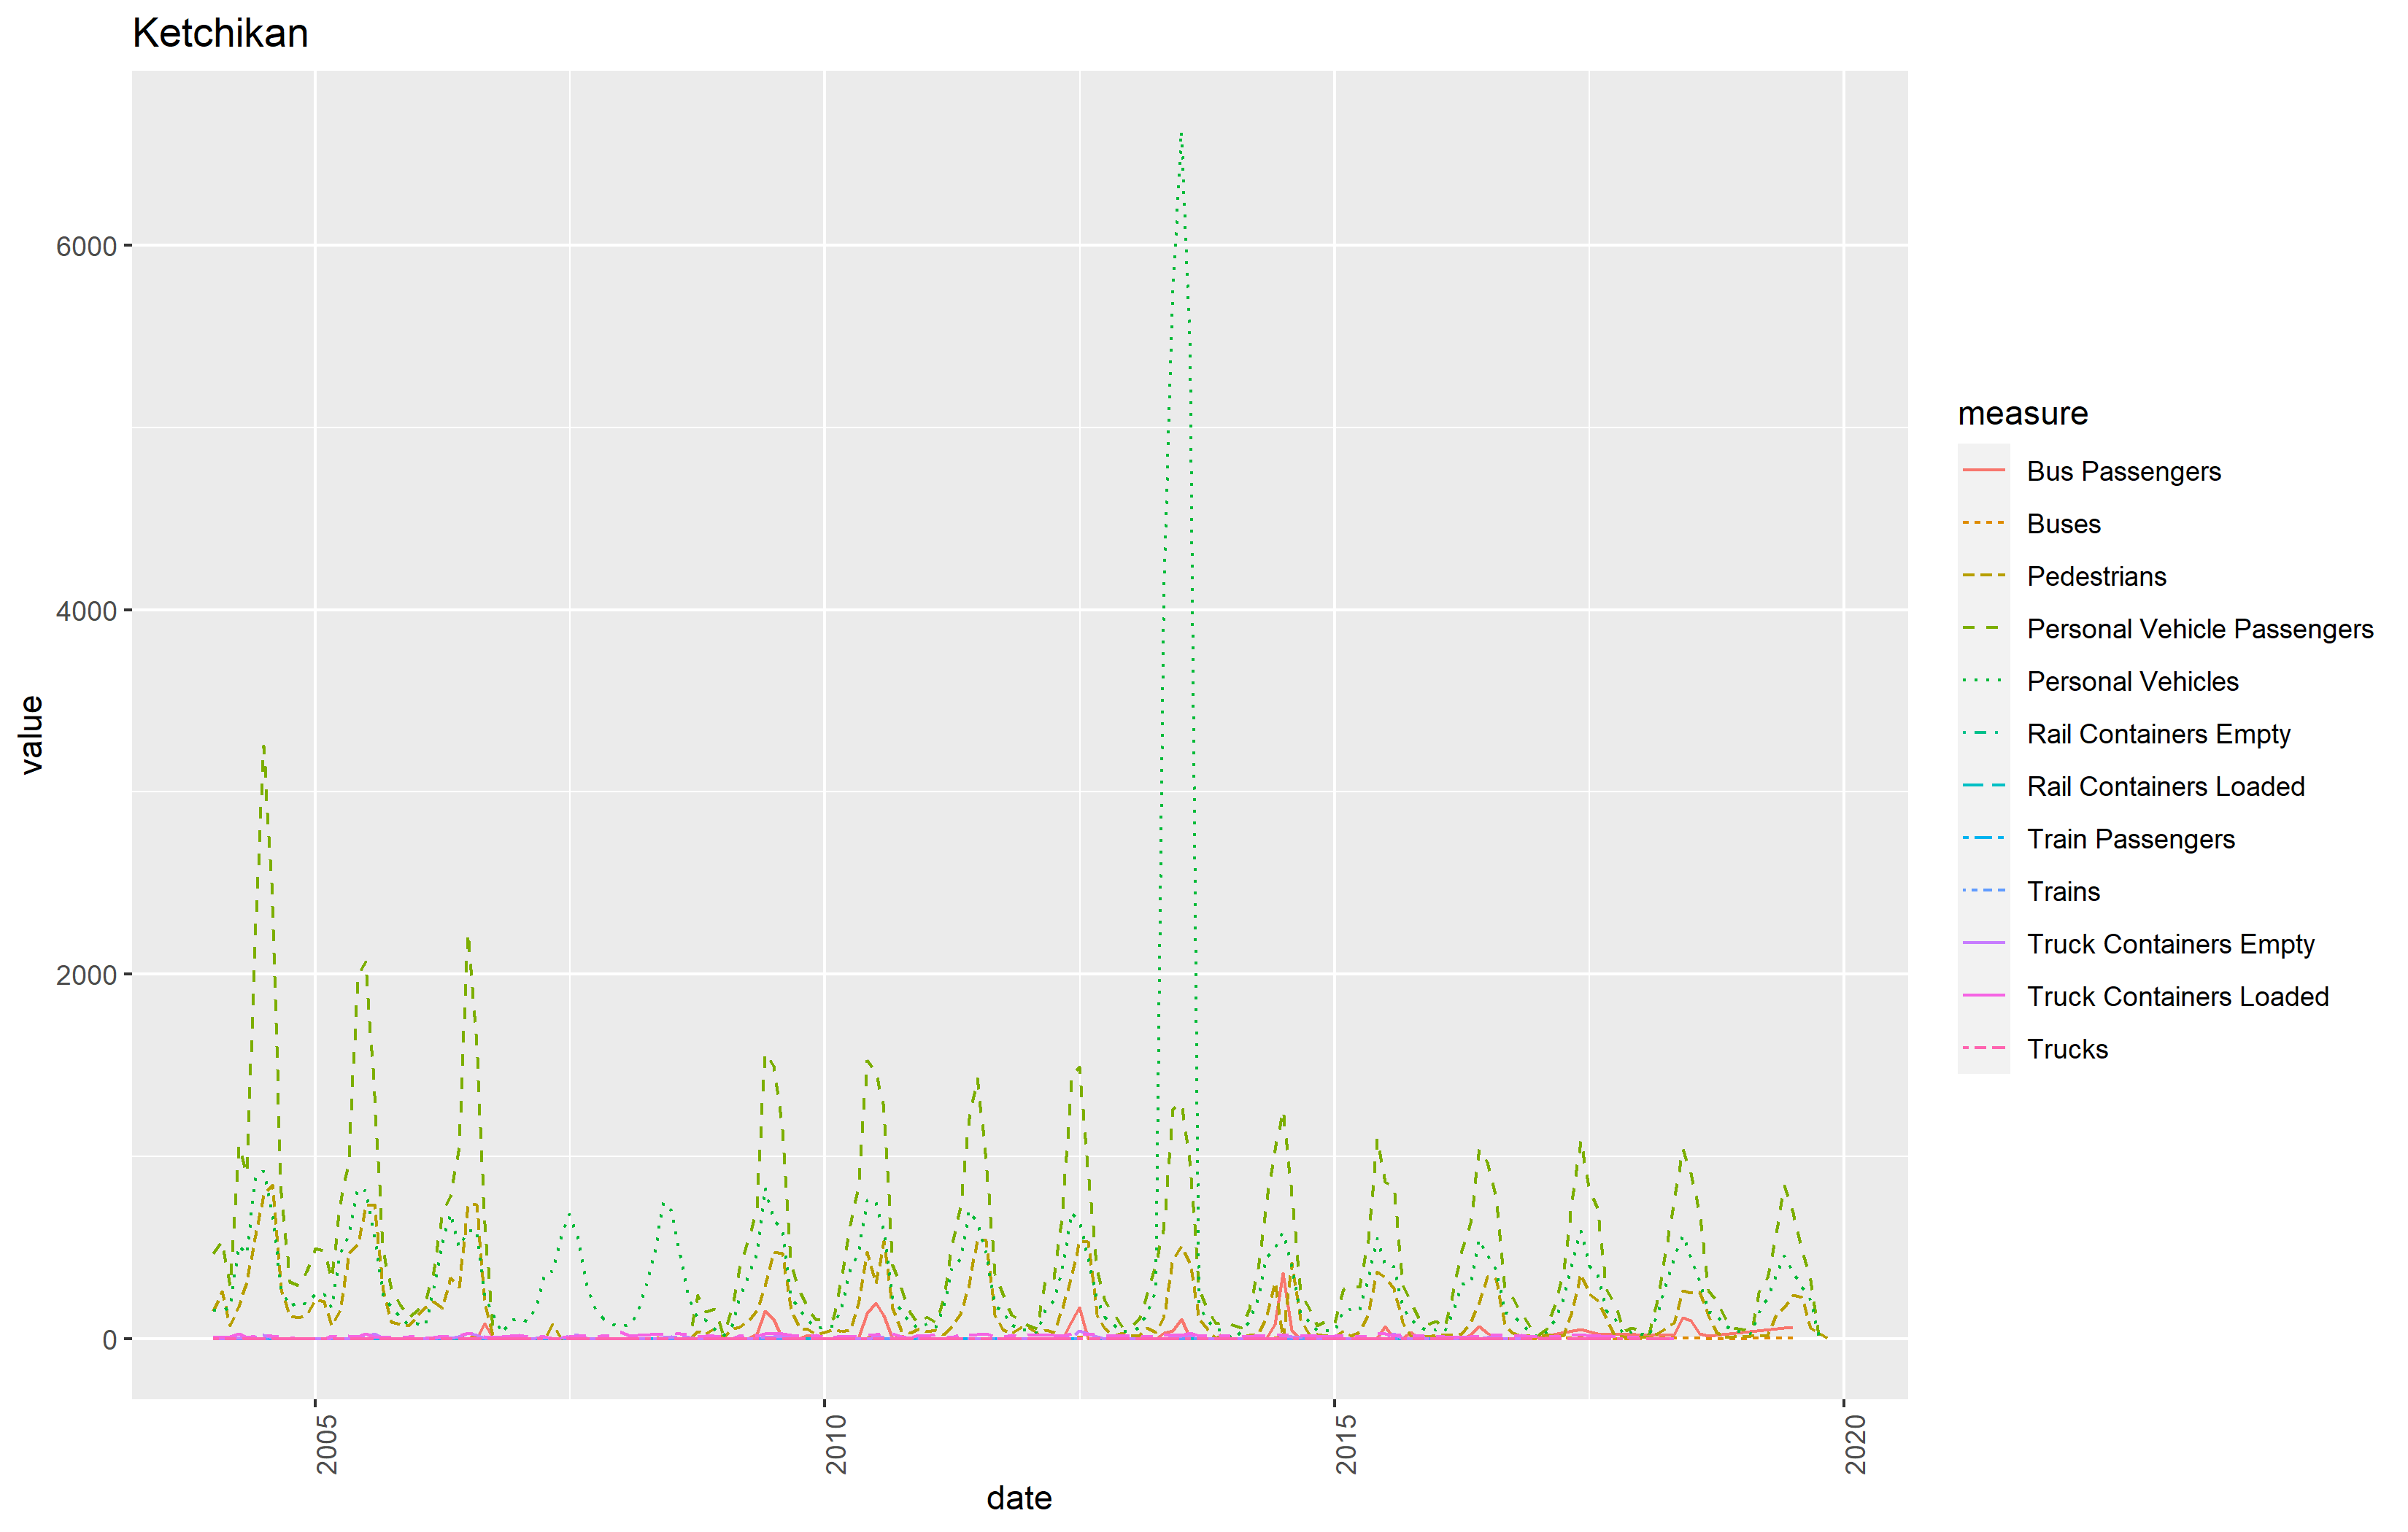 Ketchikan
value
6000
4000
2000
0
2005
2010
2015
2020
date
measure
Bus Passengers
Buses
Pedestrians
Personal Vehicle Passengers
Personal Vehicles
Rail Containers Empty
Rail Containers Loaded
Train Passengers
Trains
Truck Containers Empty
Truck Containers Loaded
Trucks